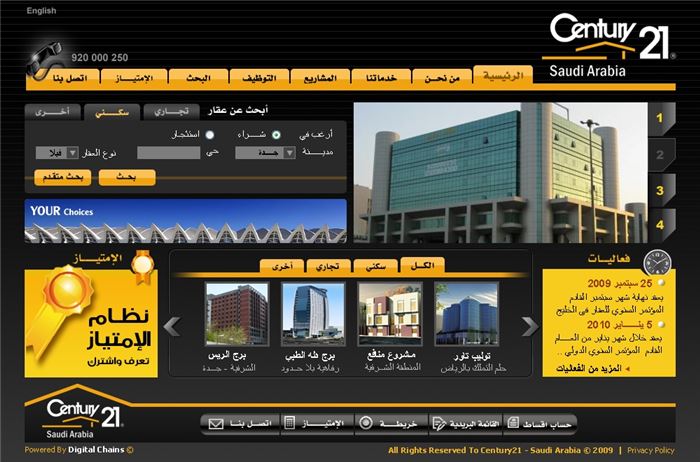 English
920 000 250
Century 21
Saudi Arabia
الرئيسية
من نحن
خدماتنا
المشاريع
التوظيف
البحث
الإمتياز
اتصل بنا
أبحث عن عقار
تجاري
سكني
أخرى
أرغب في
شراء
استئجار
مدينة
جدة
حي
نوع العقار
فيلا
بحث
بحث متقدم
1
2
3
4
YOUR Choices
الإمتياز
نظام
الإمتياز
تعرف واشترك
الكل
سكني
تجاري
أخرى
توليب تاور
حلم التملك بالرياض
مشروع منافع
المنطقة الشرقية
برج طه الطبي
رفاهية بلا حدود
برج الريس
الشرفية - جدة
فعاليات
25 سبتمبر 2009
يعقد نهاية شهر سبتمبر القادم
المؤتمر السنوي للعقار في الخليج
5 يناير 2010
يعقد خلال شهر يناير من العام
القادم المؤتمر السنوي الدولي ..
المزيد من الفعاليات
Century 21
Saudi Arabia
حساب اقساط
القائمة البريدية
خريطة
الإمتياز
اتصل بنا
Powered By Digital Chains ©
All Rights Reserved To Century21 - Saudi Arabia © 2009 | Privacy Policy